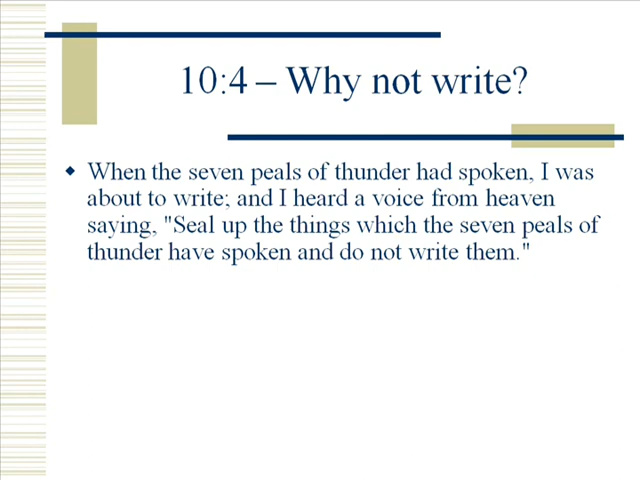 10:4 – Why not write?
When the seven peals of thunder had spoken, I was
about to write; and I heard a voice from heaven
saying, "Seal up the things which the seven peals of
thunder have spoken and do not write them."